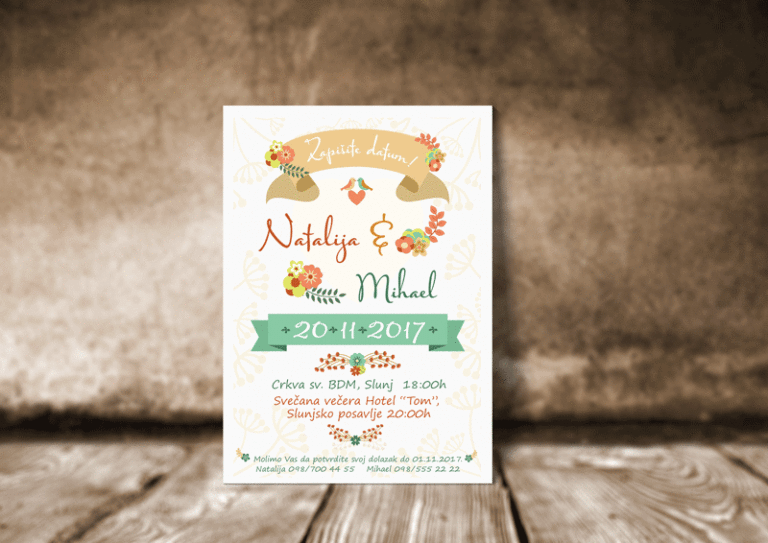 Zapišite datum!
Natalija &
Mihael
20+11+2017
Crkva sv. BDM, Slunj 18:00h
Svečana večera Hotel "Tom",
Slunjsko posavlje 20:00h
Molimo Vas da potvrdite svoj dolazak do 01.11.2017.
Natalija 098/700 44 55 Mihael 098/555 22 22